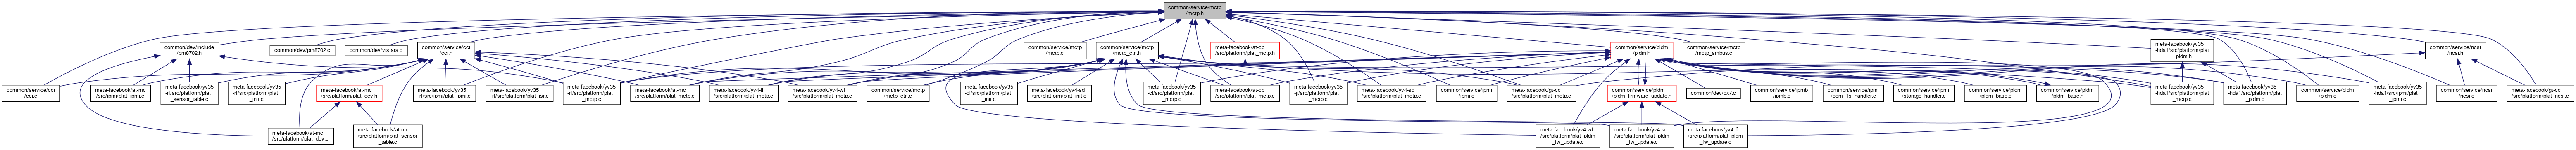 common/service/mctp
/mctp.h
common/dev/include
/pm8702.h
common/dev/pm8702.c
common/dev/vistara.c
common/service/cci
/cci.h
common/service/mctp
/mctp.c
common/service/mctp
/mctp_ctrl.h
meta-facebook/at-cb
/src/platform/plat_mctp.h
common/service/pldm
/pldm.h
common/service/mctp
/mctp_smbus.c
meta-facebook/yv35
-hda1/src/platform
/plat_pldm.h
common/service/ncsi
/ncsi.h
common/service/cci
/cci.c
meta-facebook/at-mc
/src/ipmi/plat_ipmi.c
meta-facebook/yv35
-rf/src/platform/plat
_sensor_table.c
meta-facebook/yv35
-rf/src/platform/plat
_init.c
meta-facebook/at-mc
/src/platform/plat_dev.h
meta-facebook/yv35
-rf/src/ipmi/plat_ipmi.c
meta-facebook/yv35
-rf/src/platform/plat_isr.c
meta-facebook/yv35
/src/platform/plat
_mctp.c
meta-facebook/at-mc
/src/platform/plat_mctp.c
meta-facebook/yv4-ff
/src/platform/plat_mctp.c
meta-facebook/yv4-wf
/src/platform/plat_mctp.c
common/service/mctp
/mctp_ctrl.c
meta-facebook/yv35
-cl/src/platform/plat
_init.c
meta-facebook/yv4-sd
/src/platform/plat_init.c
meta-facebook/yv35
-cl/src/platform/plat
_mctp.c
meta-facebook/at-cb
/src/platform/plat_mctp.c
meta-facebook/yv35
/src/platform/plat
_mctp.c
meta-facebook/yv4-sd
/src/platform/plat_mctp.c
common/service/ipmi
/ipmi.c
meta-facebook/gt-cc
/src/platform/plat_mctp.c
common/service/pldm
/pldm_firmware_update.h
common/dev/cx7.c
common/service/ipmb
/ipmb.c
common/service/ipmi
/oem_1s_handler.c
common/service/ipmi
/storage_handler.c
common/service/pldm
/pldm_base.c
common/service/pldm
/pldm_base.h
meta-facebook/yv35
-hda1/src/platform/plat
_mctp.c
meta-facebook/yv35
-hda1/src/platform/plat
_pldm.c
common/service/pldm
/pldm.c
meta-facebook/yv35
-hda1/src/ipmi/plat
_ipmi.c
common/service/ncsi
/ncsi.c
meta-facebook/gt-cc
/src/platform/plat_ncsi.c
meta-facebook/at-mc
/src/platform/plat_dev.c
meta-facebook/at-mc
/src/platform/plat_sensor
_table.c
meta-facebook/yv4-wf
/src/platform/plat_pldm
_fw_update.c
meta-facebook/yv4-sd
/src/platform/plat_pldm
_fw_update.c
meta-facebook/yv4-ff
/src/platform/plat_pldm
_fw_update.c